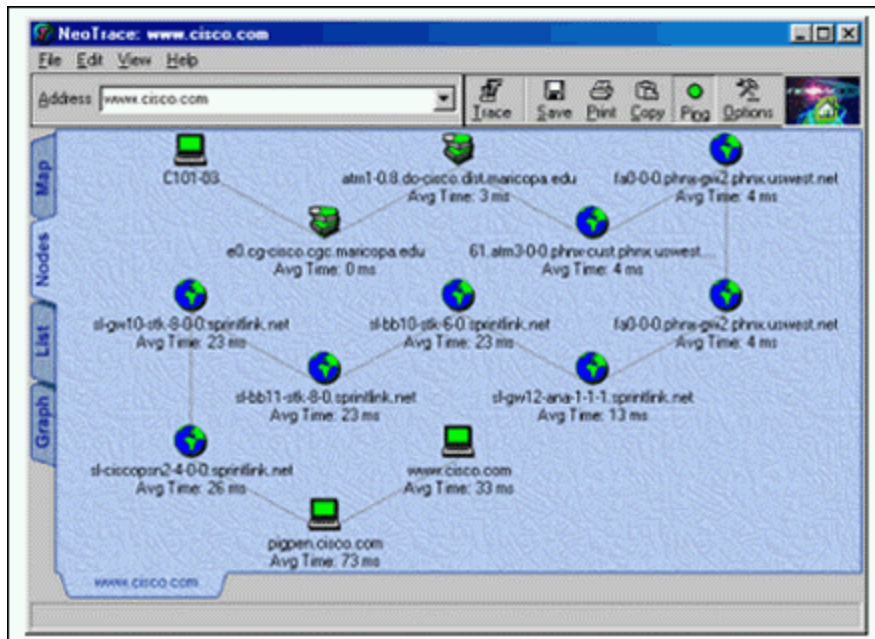 NeoTrace: www.cisco.com
File Edit View Help
Address www.cisco.com
Trace Save Print Copy Ping Options
Map
Nodes
List
Graph
C101-03
atm1-0.8.do-cisco.dist.maricopa.edu
Avg Time: 3 ms
fa0-0-0.phnx-gw2.phnx.uswest.net
Avg Time: 4 ms
e0.cg-cisco.cgc.maricopa.edu
Avg Time: 0 ms
61.atm3-0-0.phnx-cust.phnx.uswest....
Avg Time: 4 ms
sl-gw10-stk-8-0-0.sprintlink.net
Avg Time: 23 ms
sl-bb10-stk-6-0.sprintlink.net
Avg Time: 23 ms
fa0-0-0.phnx-gw2.phnx.uswest.net
Avg Time: 4 ms
sl-bb11-stk-8-0.sprintlink.net
Avg Time: 23 ms
sl-gw12-ana-1-1-1.sprintlink.net
Avg Time: 13 ms
sl-ciscopsn2-4-0-0.sprintlink.net
Avg Time: 26 ms
www.cisco.com
Avg Time: 33 ms
pigpen.cisco.com
Avg Time: 73 ms
www.cisco.com